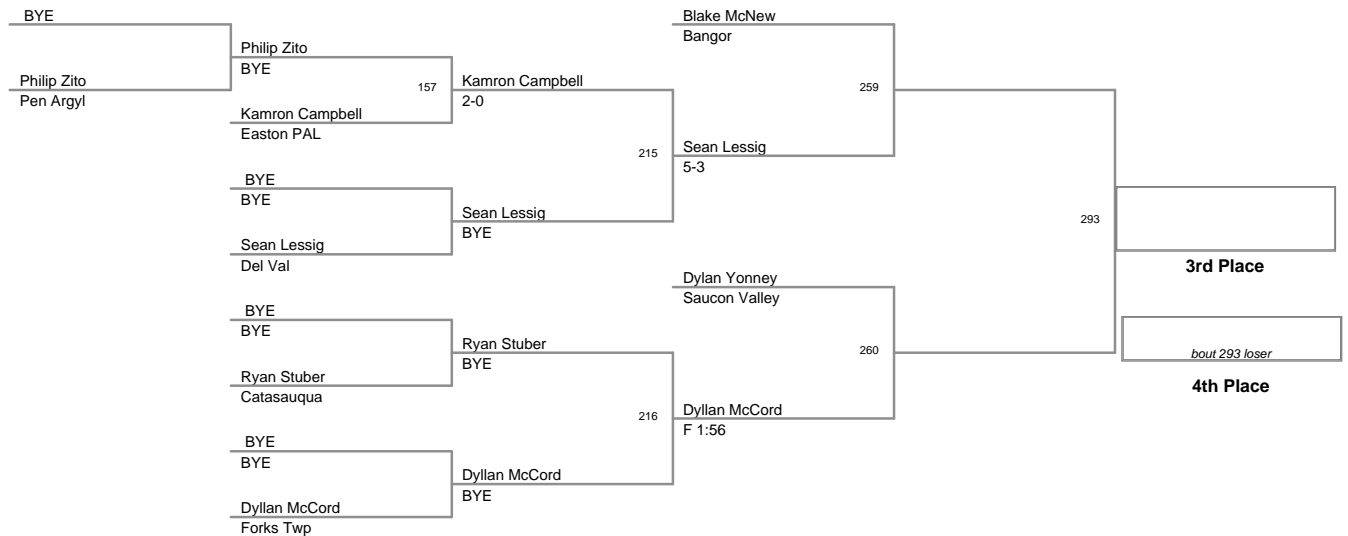 BYE
Philip Zito
Pen Argyl
Philip Zito
BYE
157
Kamron Campbell
Easton PAL
BYE
BYE
Sean Lessig
Del Val
BYE
BYE
Ryan Stuber
Catasauqua
BYE
BYE
Dyllan McCord
Forks Twp
Kamron Campbell
2-0
215
Sean Lessig
BYE
Ryan Stuber
BYE
216
Dyllan McCord
BYE
Blake McNew
Bangor
259
Sean Lessig
5-3
Dylan Yonney
Saucon Valley
260
Dyllan McCord
F 1:56
293
3rd Place
bout 293 loser
4th Place